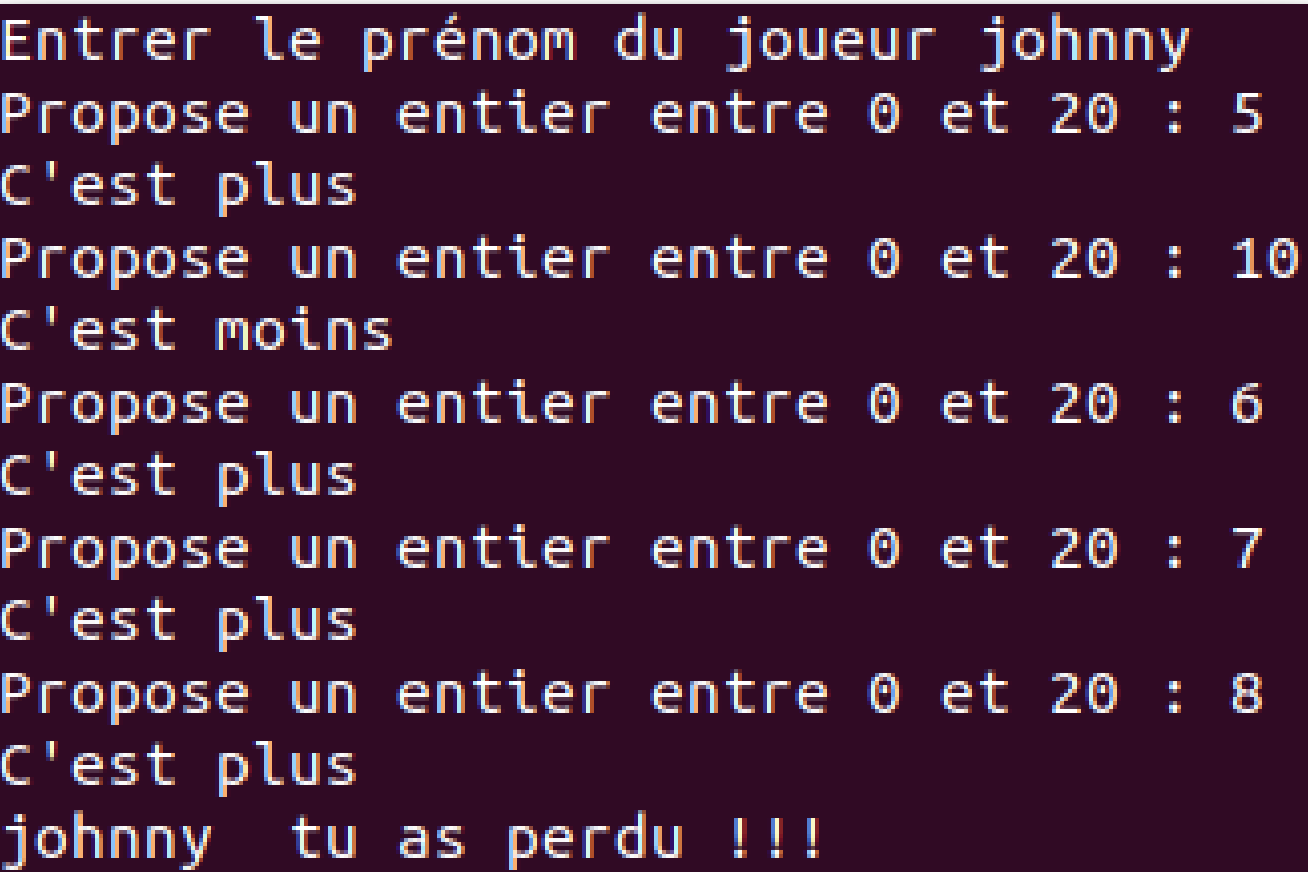 Entrer le prénom du joueur johnny
Propose un entier entre 0 et 20 : 5
C'est plus
Propose un entier entre 0 et 20 : 10
C'est moins
Propose un entier entre 0 et 20 : 6
C'est plus
Propose un entier entre 0 et 20 : 7
C'est plus
Propose un entier entre 0 et 20 : 8
C'est plus
johnny  tu as perdu !!!